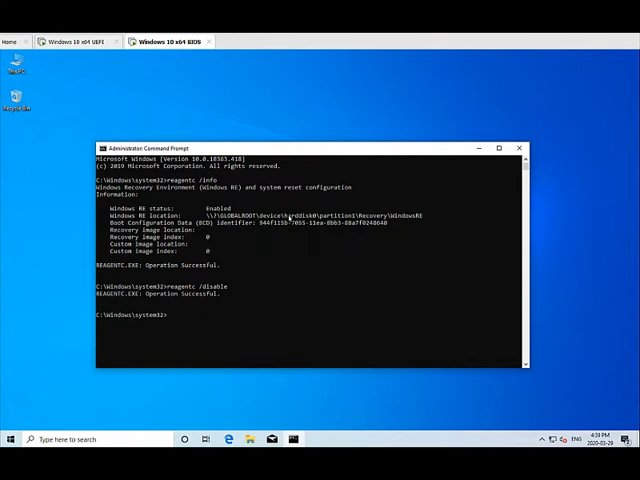 Home
Windows 10 x64 UEFI
Windows 10 x64 BIOS
This PC
Recycle Bin
Administrator: Command Prompt
Microsoft Windows [Version 10.0.18363.418]
(c) 2019 Microsoft Corporation. All rights reserved.
C:\Windows\system32>reagentc /info
Windows Recovery Environment (Windows RE) and system reset configuration
Information:
Windows RE status: Enabled
Windows RE location: \\?\GLOBALROOT\device\harddisk0\partition1\Recovery\WindowsRE
Boot Configuration Data (BCD) identifier: 944f115b-7055-11ea-8bb3-88a7f0248640
Recovery image location:
Recovery image index: 0
Custom image location:
Custom image index: 0
REAGENTC.EXE: Operation Successful.
C:\Windows\system32>reagentc /disable
REAGENTC.EXE: Operation Successful.
C:\Windows\system32>
Type here to search
ENG
4:39 PM
2020-03-29